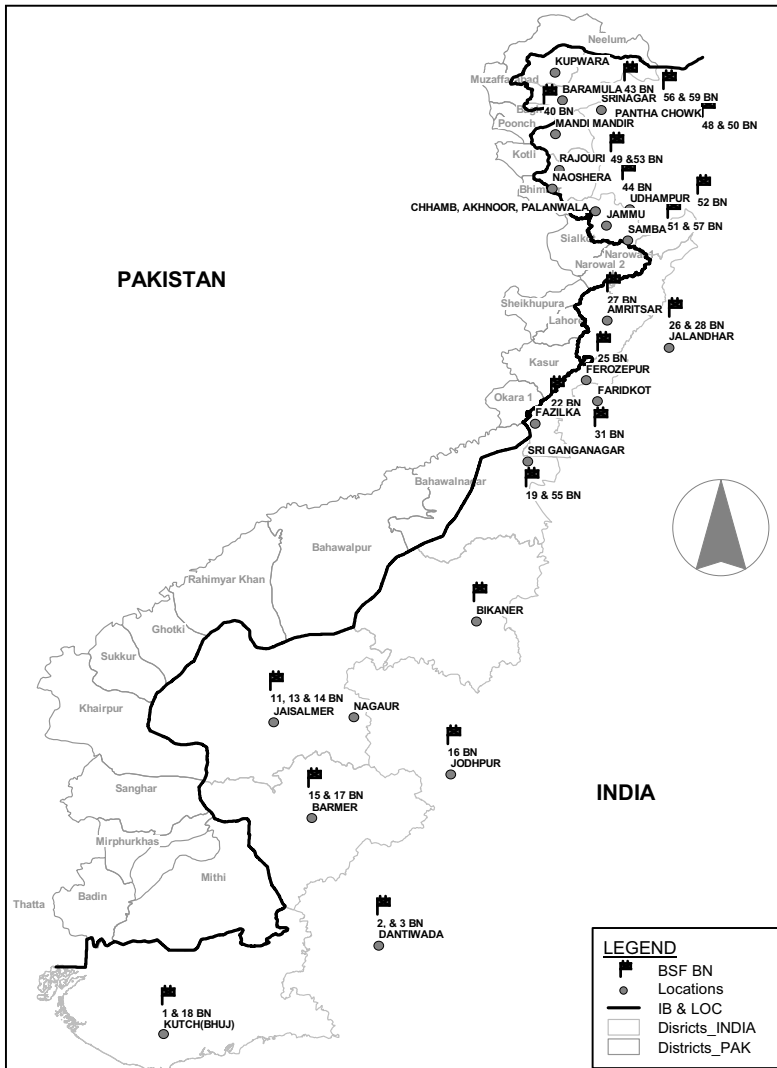 Neelum
KUPWARA
Muzaffarabad
BARAMULA
43 BN
SRINAGAR
56 & 59 BN
40 BN
PANTHA CHOWK
48 & 50 BN
Poonch
MANDI MANDIR
Kotli
49 &53 BN
RAJOURI
NAOSHERA
44 BN
UDHAMPUR
52 BN
CHHAMB, AKHNOOR, PALANWALA
JAMMU
51 & 57 BN
SAMBA
Narowal 2
PAKISTAN
Sheikhupura
27 BN
AMRITSAR
Lahore
26 & 28 BN
JALANDHAR
25 BN
Kasur
FEROZEPUR
FARIDKOT
Okara 1
22 BN
FAZILKA
31 BN
SRI GANGANAGAR
Bahawalnagar
19 & 55 BN
Bahawalpur
Rahimyar Khan
BIKANER
Ghotki
Sukkur
11, 13 & 14 BN
JAISALMER
NAGAUR
Khairpur
16 BN
JODHPUR
Sanghar
15 & 17 BN
BARMER
INDIA
Mirphurkhas
Mithi
Badin
Thatta
2, & 3 BN
DANTIWADA
1 & 18 BN
KUTCH(BHUJ)
LEGEND
BSF BN
Locations
IB & LOC
Disricts_INDIA
Districts_PAK